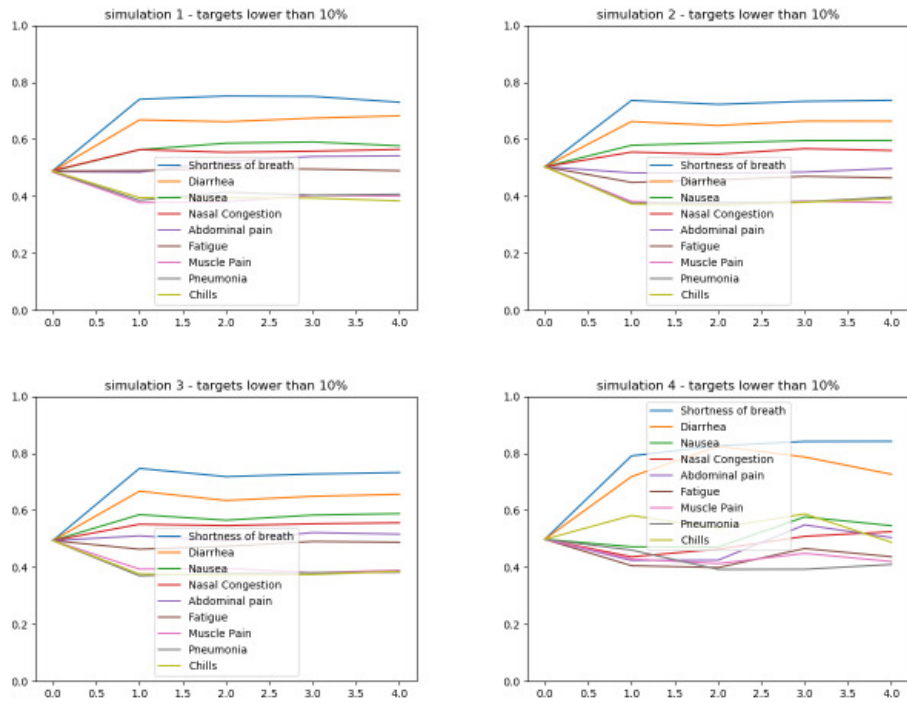 simulation 1 - targets lower than 10%
1.0
0.8
0.6
0.4
0.2
0.0
Shortness of breath
Diarrhea
Nausea
Nasal Congestion
Abdominal pain
Fatigue
Muscle Pain
Pneumonia
Chills
0.0 0.5 1.0 1.5 2.0 2.5 3.0 3.5 4.0
simulation 2 - targets lower than 10%
1.0
0.8
0.6
0.4
0.2
0.0
Shortness of breath
Diarrhea
Nausea
Nasal Congestion
Abdominal pain
Fatigue
Muscle Pain
Pneumonia
Chills
0.0 0.5 1.0 1.5 2.0 2.5 3.0 3.5 4.0
simulation 3 - targets lower than 10%
1.0
0.8
0.6
0.4
0.2
0.0
Shortness of breath
Diarrhea
Nausea
Nasal Congestion
Abdominal pain
Fatigue
Muscle Pain
Pneumonia
Chills
0.0 0.5 1.0 1.5 2.0 2.5 3.0 3.5 4.0
simulation 4 - targets lower than 10%
1.0
0.8
0.6
0.4
0.2
0.0
Shortness of breath
Diarrhea
Nausea
Nasal Congestion
Abdominal pain
Fatigue
Muscle Pain
Pneumonia
Chills
0.0 0.5 1.0 1.5 2.0 2.5 3.0 3.5 4.0